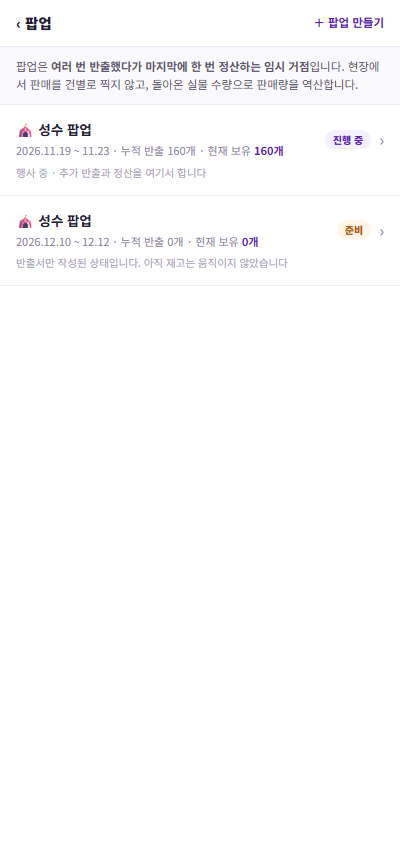 ‹ 팝업
+ 팝업 만들기
팝업은 여러 번 반출했다가 마지막에 한 번 정산하는 임시 거점입니다. 현장에
서 판매를 건별로 찍지 않고, 돌아온 실물 수량으로 판매량을 역산합니다.
🎪 성수 팝업
2026.11.19 ~ 11.23 · 누적 반출 160개 · 현재 보유 160개
행사 중 · 추가 반출과 정산을 여기서 합니다
진행 중 ›
🎪 성수 팝업
2026.12.10 ~ 12.12 · 누적 반출 0개 · 현재 보유 0개
반출서만 작성된 상태입니다. 아직 재고는 움직이지 않았습니다
준비 ›